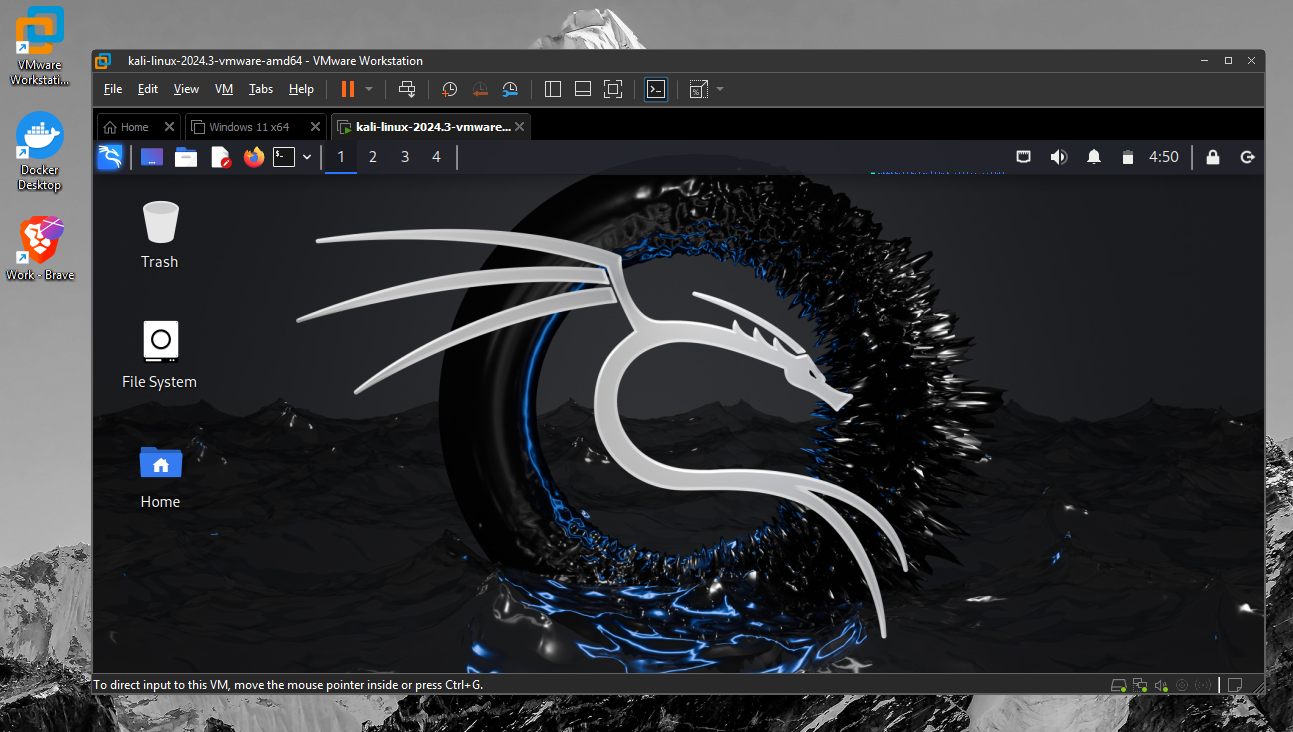 VMware
Workstati...
Docker
Desktop
Work - Brave
kali-linux-2024.3-vmware-amd64 - VMware Workstation
File Edit View VM Tabs Help
Home Windows 11 x64 kali-linux-2024.3-vmware...
1 2 3 4 4:50
Trash
File System
Home
To direct input to this VM, move the mouse pointer inside or press Ctrl+G.